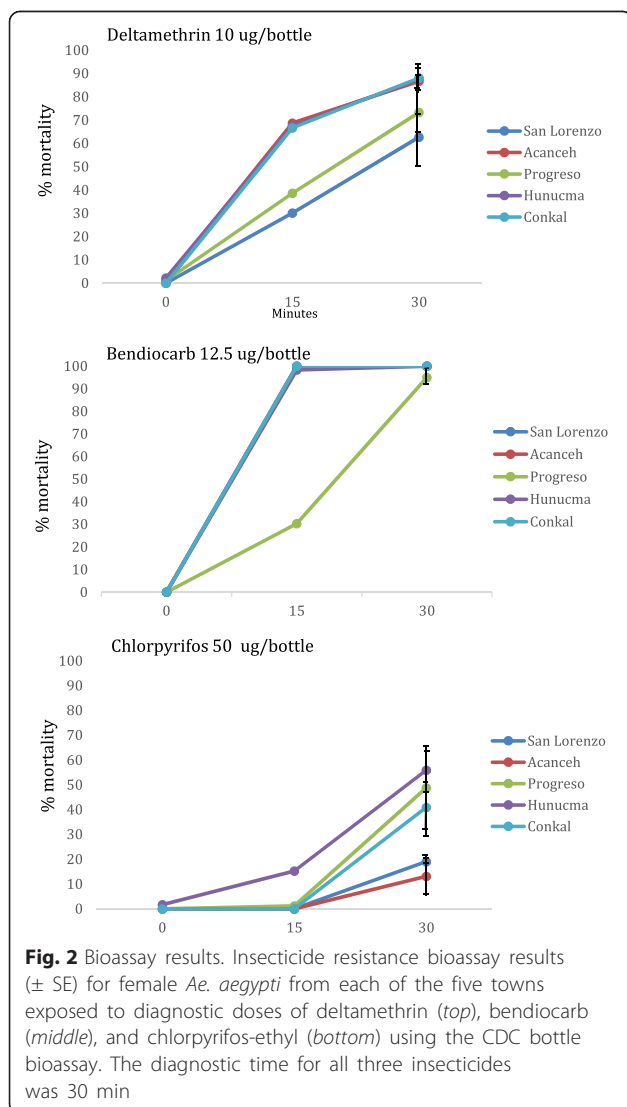 Deltamethrin 10 ug/bottle
% mortality
100
90
80
70
60
50
40
30
20
10
0
0 15 30
Minutes
San Lorenzo
Acanceh
Progreso
Hunucma
Conkal
Bendiocarb 12.5 ug/bottle
% mortality
100
90
80
70
60
50
40
30
20
10
0
0 15 30
San Lorenzo
Acanceh
Progreso
Hunucma
Conkal
Chlorpyrifos 50 ug/bottle
% mortality
100
90
80
70
60
50
40
30
20
10
0
0 15 30
San Lorenzo
Acanceh
Progreso
Hunucma
Conkal
Fig. 2 Bioassay results. Insecticide resistance bioassay results
(± SE) for female Ae. aegypti from each of the five towns
exposed to diagnostic doses of deltamethrin (top), bendiocarb
(middle), and chlorpyrifos-ethyl (bottom) using the CDC bottle
bioassay. The diagnostic time for all three insecticides
was 30 min